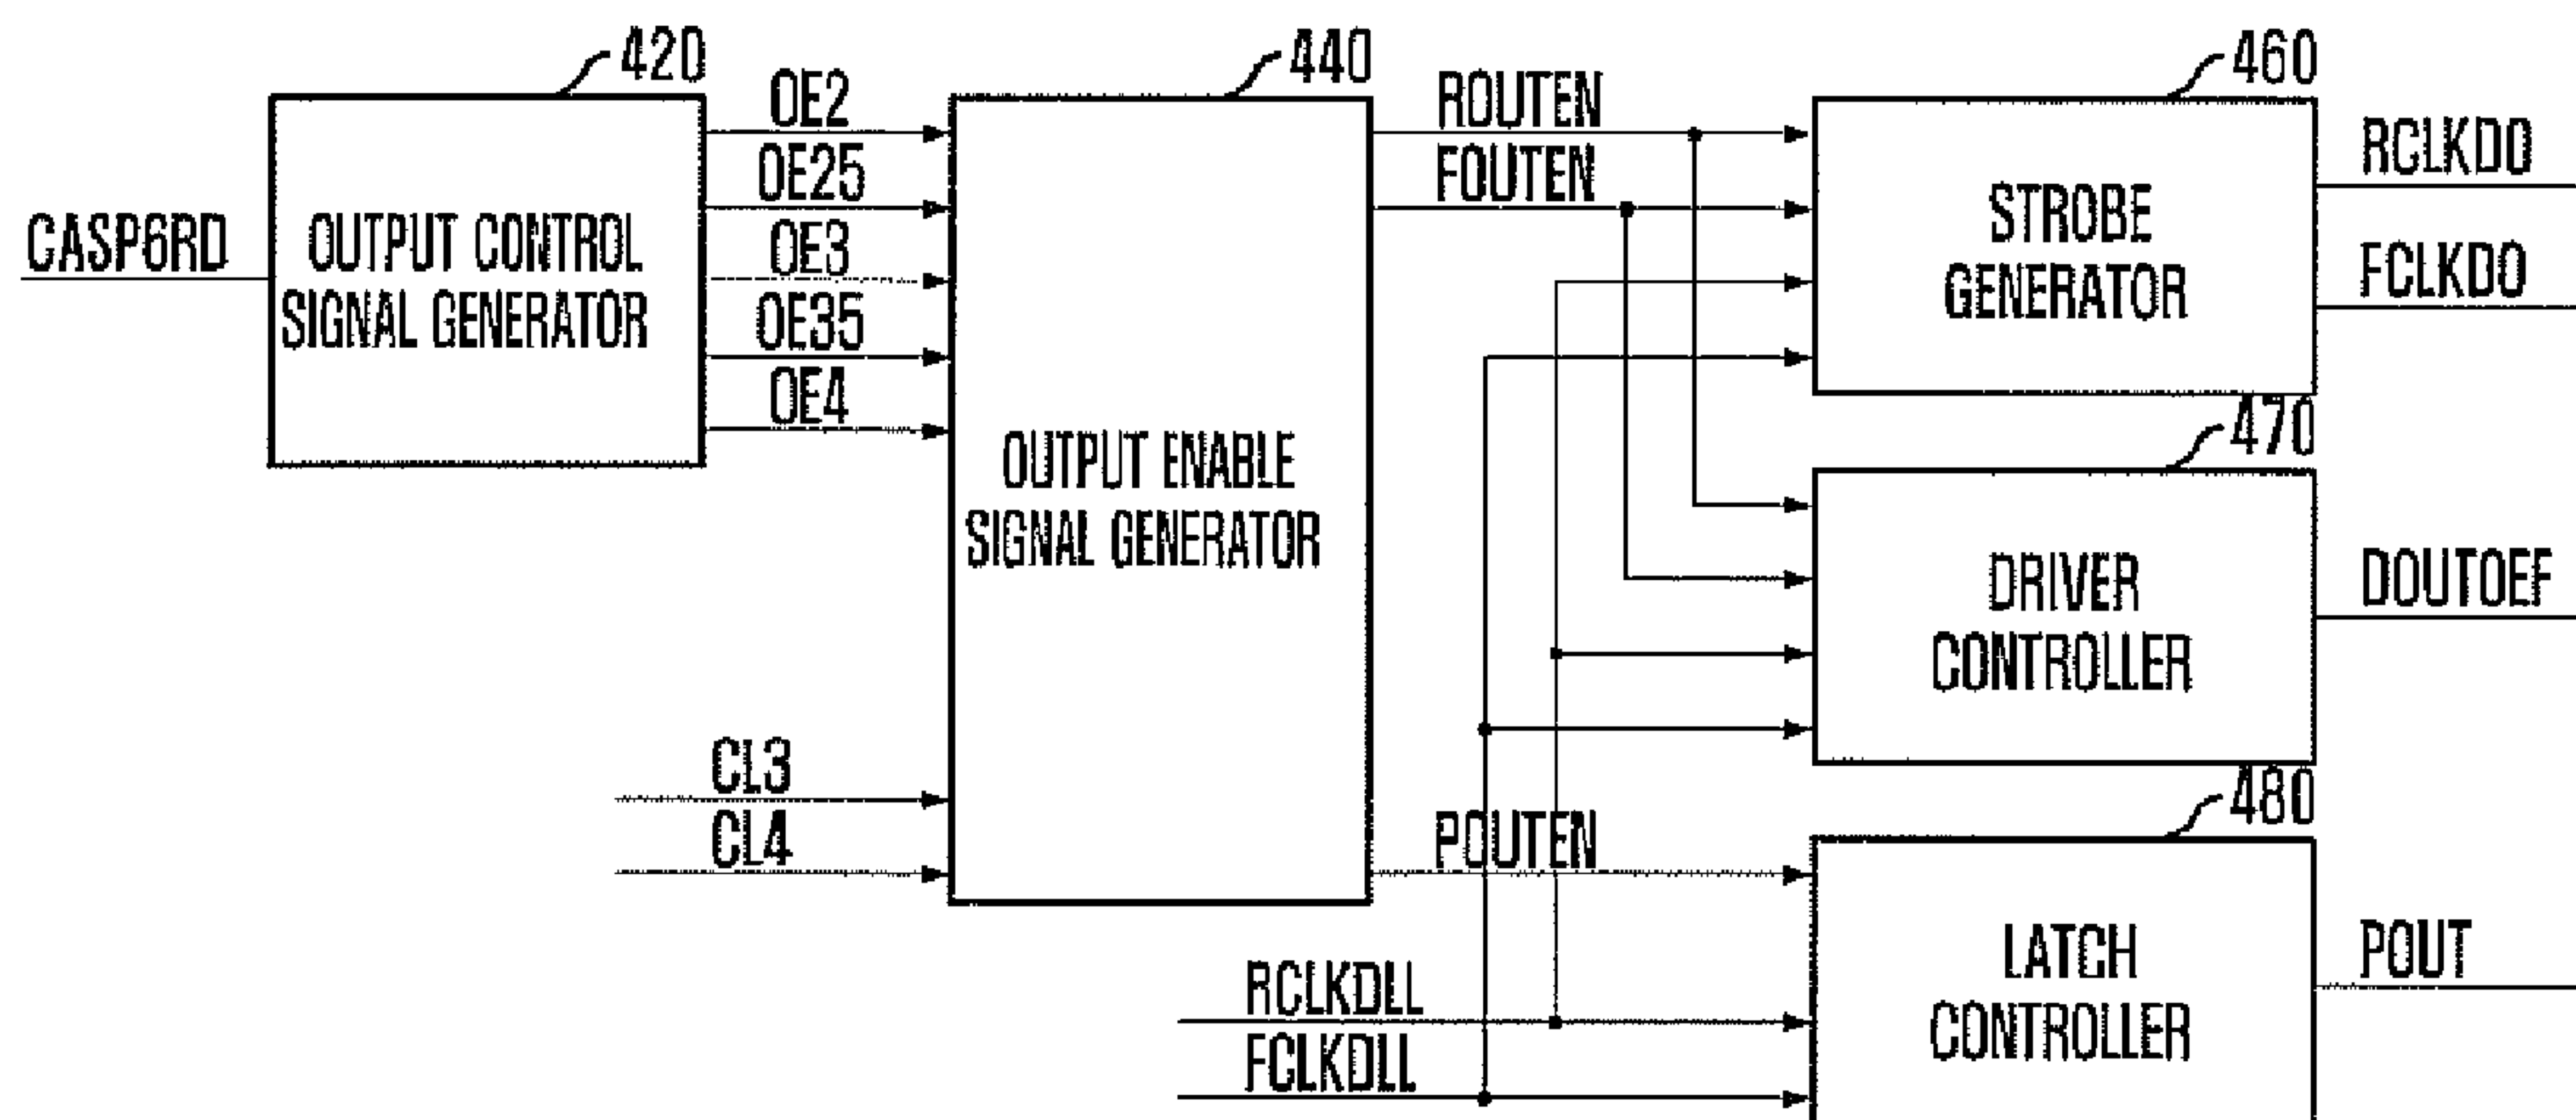 420
440
460
OE2
OE25
OE3
OE35
OE4
CASP6RD
OUTPUT CONTROL
SIGNAL GENERATOR
OUTPUT ENABLE
SIGNAL GENERATOR
CL3
CL4
ROUTEN
FOUTEN
POUTEN
RCLKDLL
FCLKDLL
STROBE
GENERATOR
RCLKDO
FCLKDO
470
DRIVER
CONTROLLER
DOUTOEF
480
LATCH
CONTROLLER
POUT